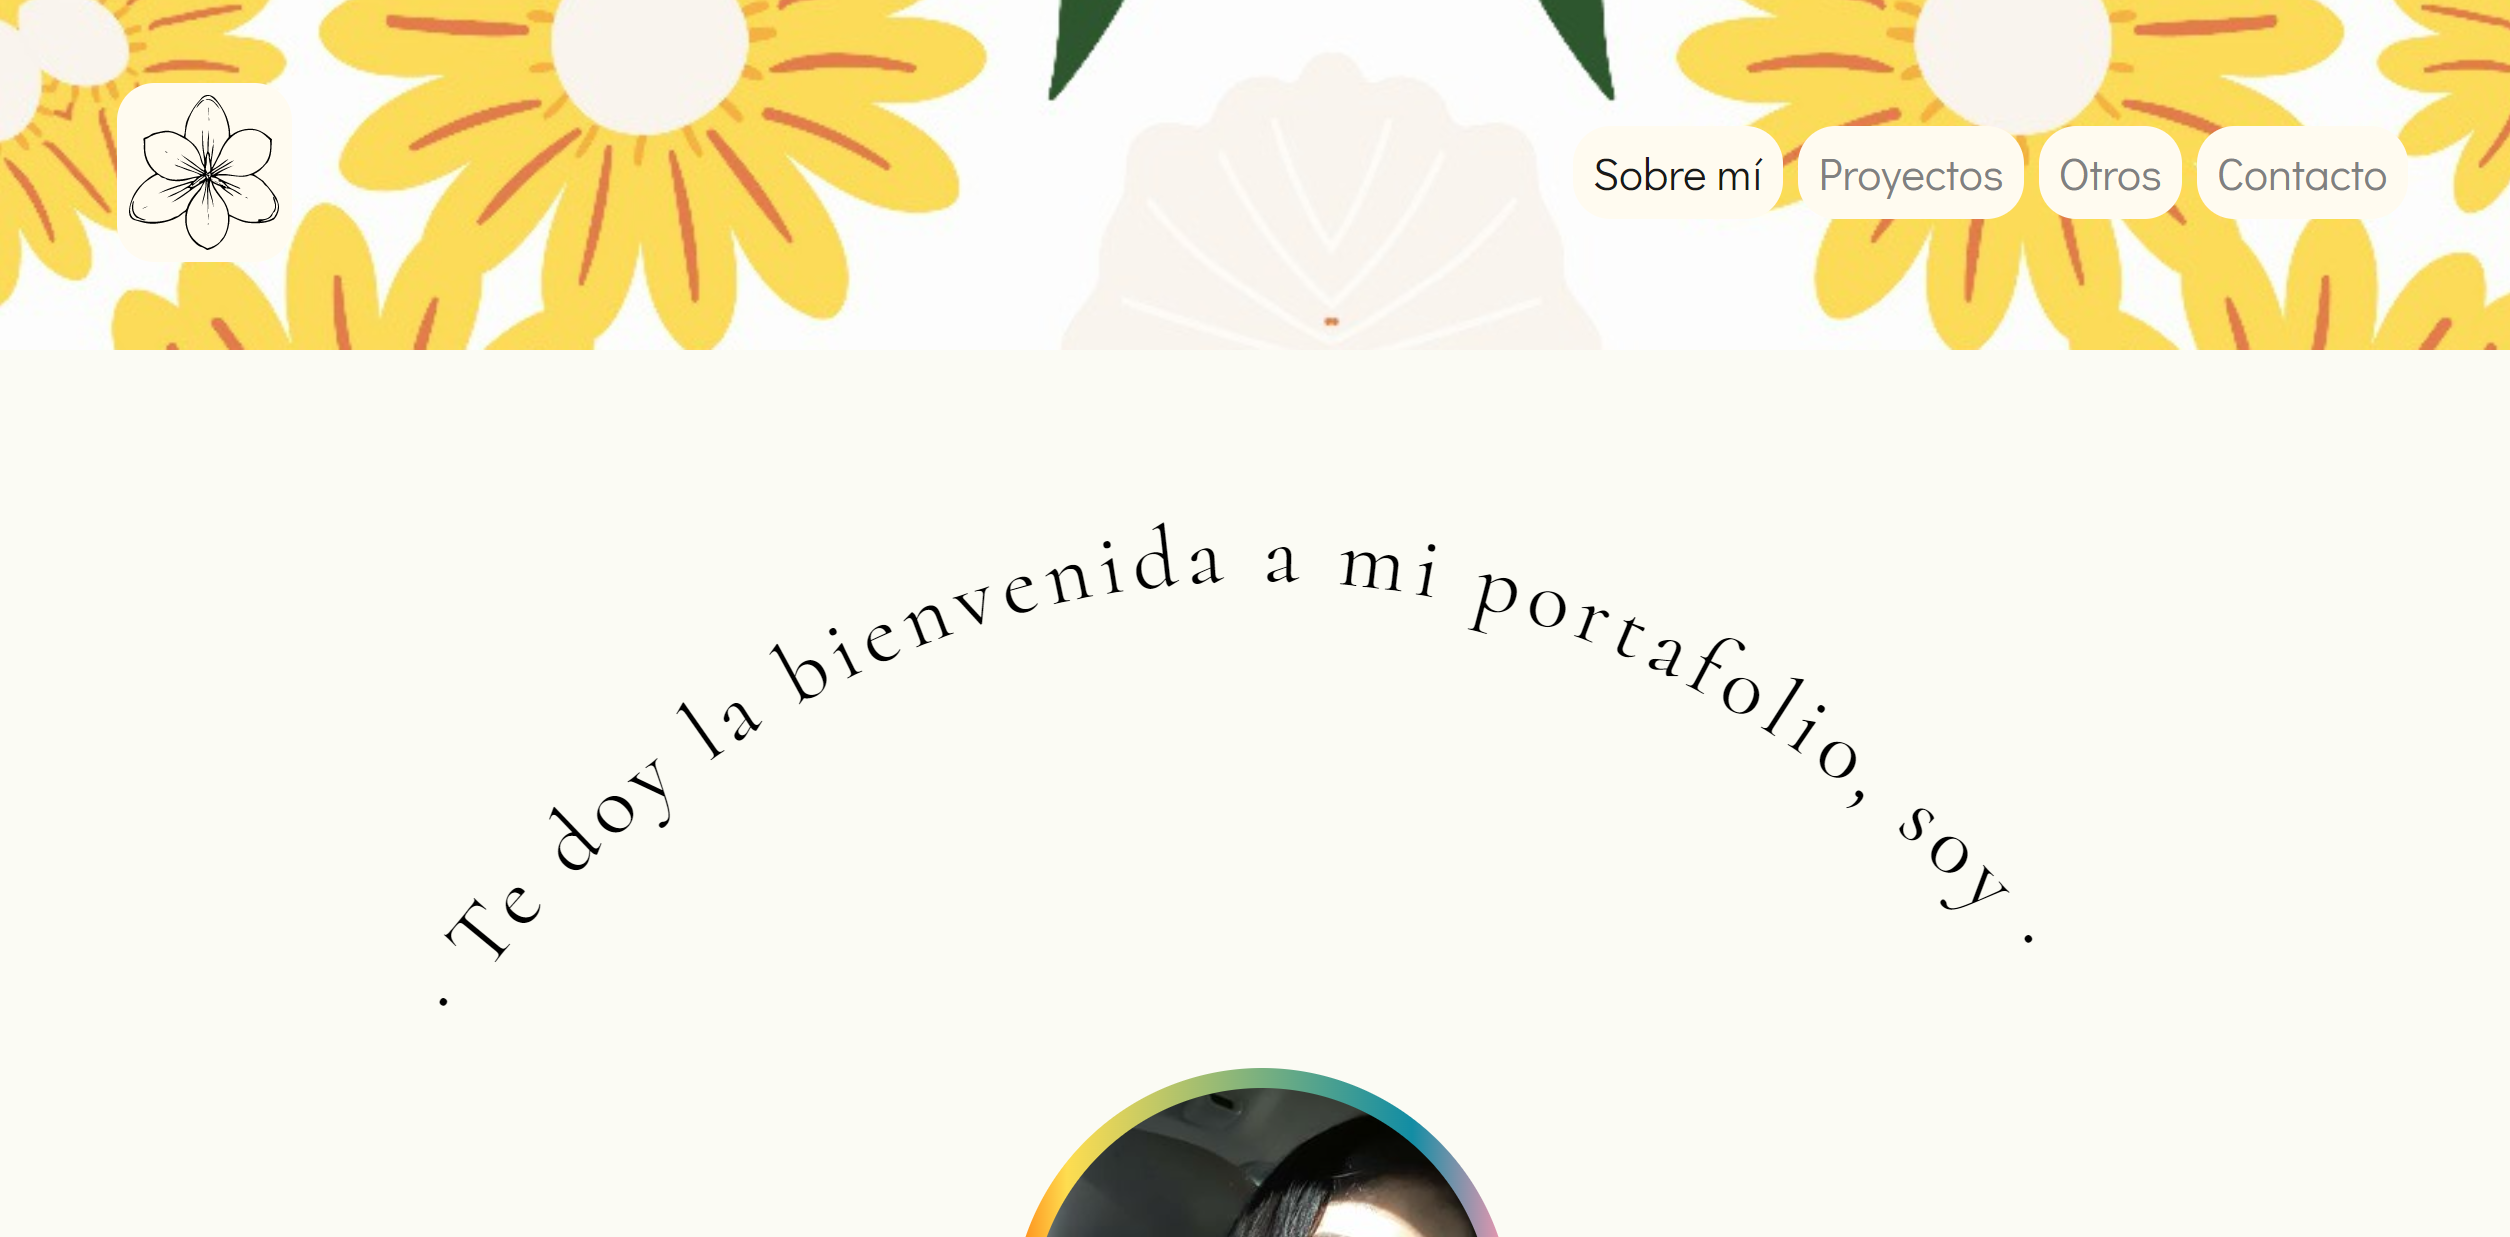 Sobre mí
Proyectos
Otros
Contacto
. Te doy la bienvenida a mi portafolio, soy .